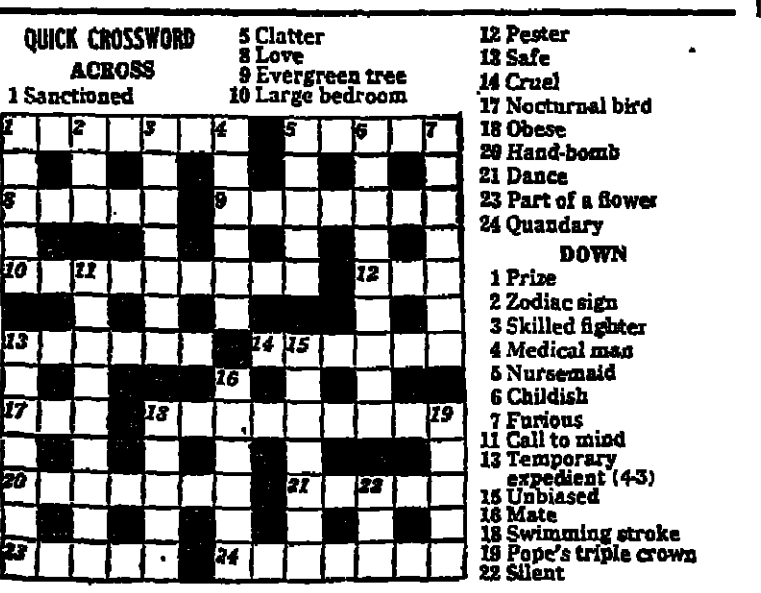 QUICK CROSSWORD
ACROSS
1 Sanctioned
5 Clatter
8 Love
9 Evergreen tree
10 Large bedroom
12 Pester
13 Safe
14 Cruel
17 Nocturnal bird
18 Obese
20 Hand-bomb
21 Dance
23 Part of a flower
24 Quandary
DOWN
1 Prize
2 Zodiac sign
3 Skilled fighter
4 Medical man
5 Nursemaid
6 Childish
7 Furious
11 Call to mind
13 Temporary
expedient (4-3)
15 Unbiased
16 Mate
18 Swimming stroke
19 Pope's triple crown
22 Silent
1 2 3 4 5 6 7
8 9
10 11 12
13 14 15
16
17 18 19
20 21 22
23 24